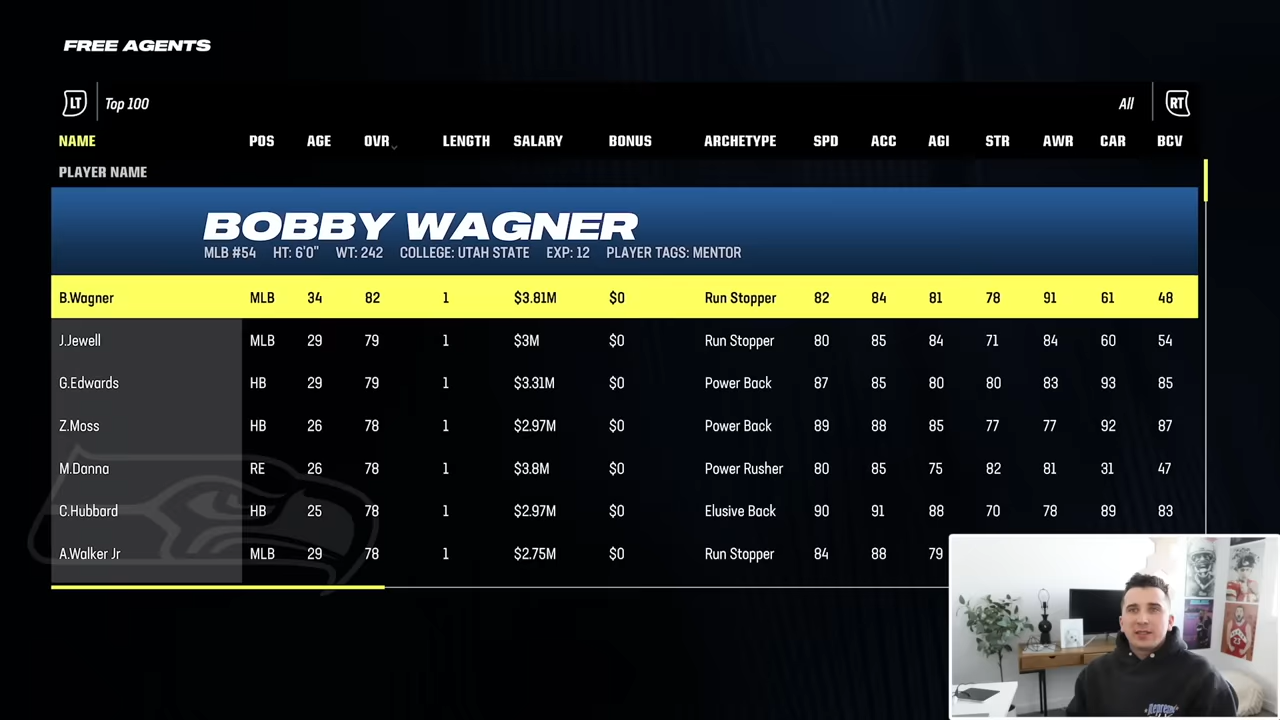 FREE AGENTS
LT Top 100 All RT
NAME POS AGE OVR LENGTH SALARY BONUS ARCHETYPE SPD ACC AGI STR AWR CAR BCV
PLAYER NAME
BOBBY WAGNER
MLB #54 HT: 6'0" WT: 242 COLLEGE: UTAH STATE EXP: 12 PLAYER TAGS: MENTOR
B.Wagner MLB 34 82 1 $3.81M $0 Run Stopper 82 84 81 78 91 61 48
J.Jewell MLB 29 79 1 $3M $0 Run Stopper 80 85 84 71 84 60 54
G.Edwards HB 29 79 1 $3.31M $0 Power Back 87 85 80 80 83 93 85
Z.Moss HB 26 78 1 $2.97M $0 Power Back 89 88 85 77 77 92 87
M.Danna RE 26 78 1 $3.8M $0 Power Rusher 80 85 75 82 81 31 47
C.Hubbard HB 25 78 1 $2.97M $0 Elusive Back 90 91 88 70 78 89 83
A.Walker Jr MLB 29 78 1 $2.75M $0 Run Stopper 84 88 79